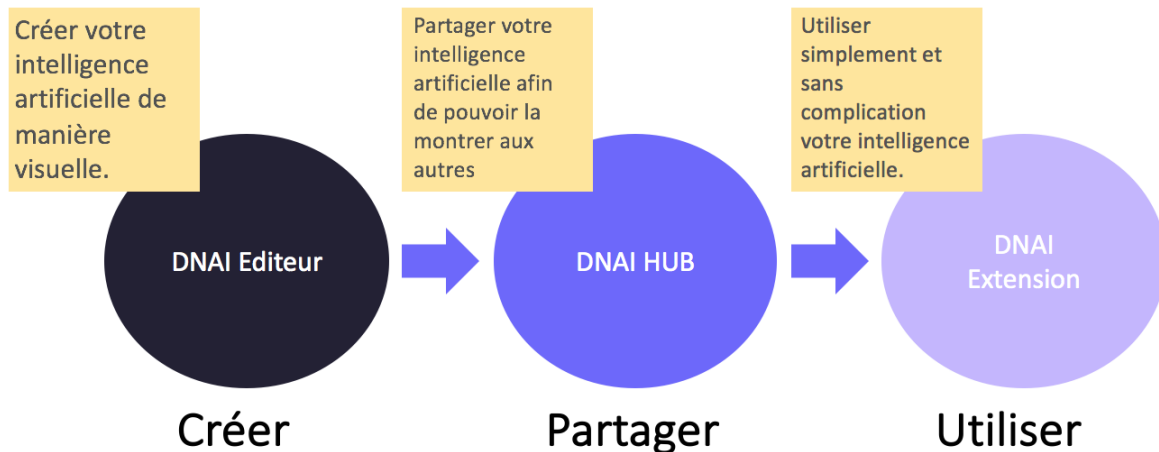 Créer votre
intelligence
artificielle de
manière
visuelle.
Partager votre
intelligence
artificielle afin
de pouvoir la
montrer aux
autres
Utiliser
simplement et
sans
complication
votre intelligence
artificielle.
DNAI Editeur
DNAI HUB
DNAI
Extension
Créer
Partager
Utiliser